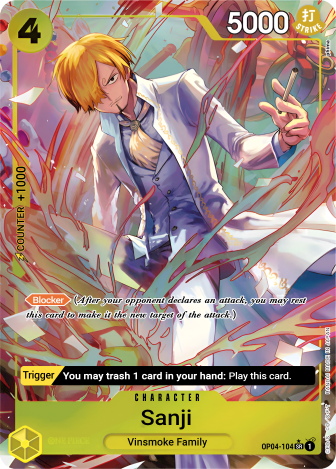 4
5000
打
STRIKE
COUNTER +1000
Blocker (After your opponent declares an attack, you may rest
this card to make it the new target of the attack.)
Trigger You may trash 1 card in your hand: Play this card.
CHARACTER
Sanji
Vinsmoke Family
OP04-104 SR 1